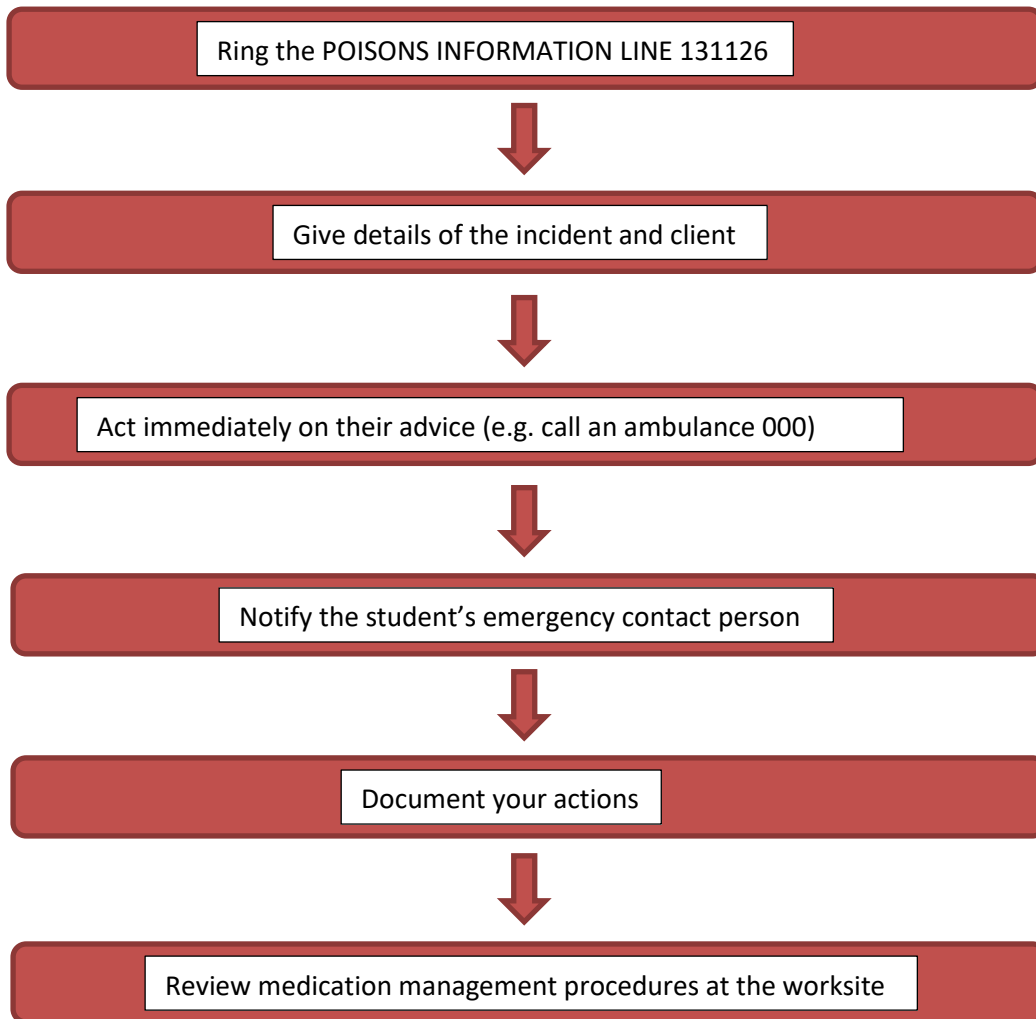 Ring the POISONS INFORMATION LINE 131126
Give details of the incident and client
Act immediately on their advice (e.g. call an ambulance 000)
Notify the student’s emergency contact person
Document your actions
Review medication management procedures at the worksite